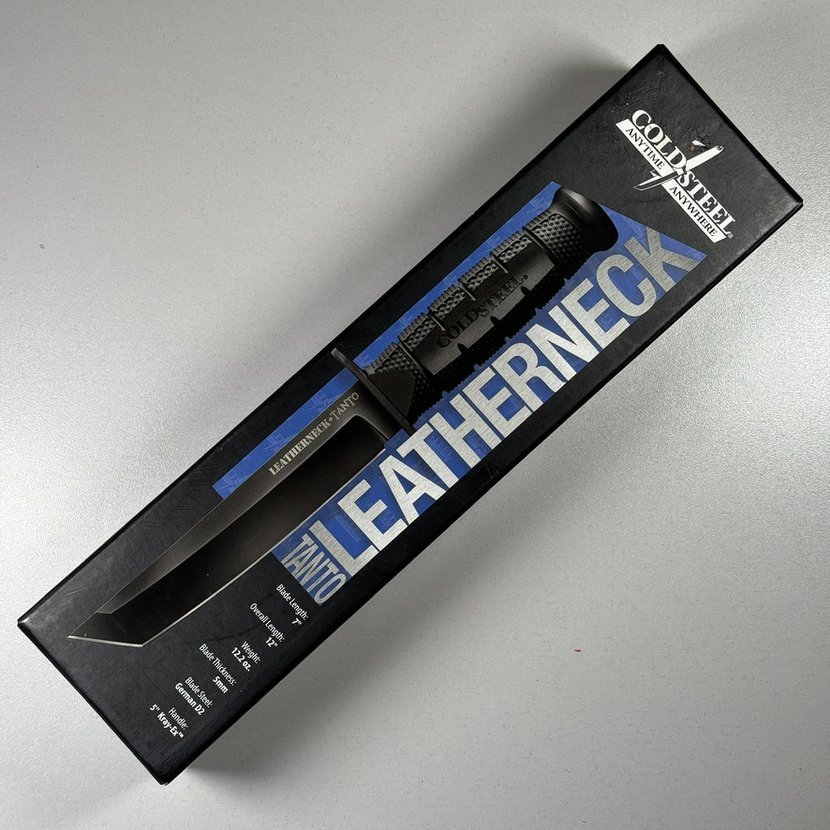 COLD STEEL®
ANYTIME ANYWHERE
COLD STEEL®
LEATHERNECK TANTO
LEATHERNECK
TANTO
Blade Length:
7"
Overall Length:
12"
Weight:
12.2 oz.
Blade Thickness:
5mm
Blade Steel:
German D2
Handle:
5" Kray-Ex™